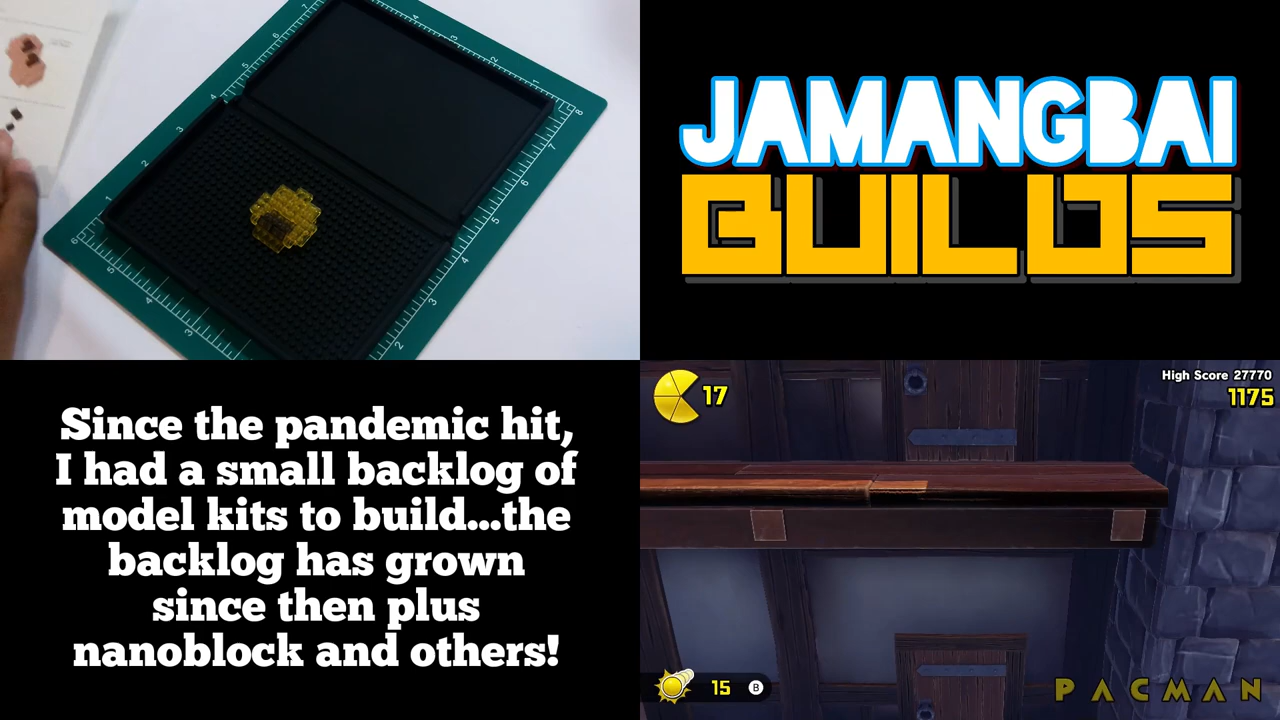 JAMANGBAI
BUILDS
Since the pandemic hit,
I had a small backlog of
model kits to build...the
backlog has grown
since then plus
nanoblock and others!
17
High Score 27770
1175
15 B
PACMAN